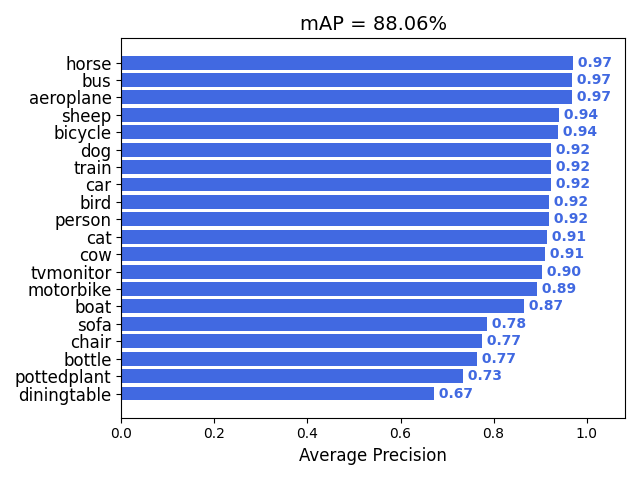 mAP = 88.06%
horse 0.97
bus 0.97
aeroplane 0.97
sheep 0.94
bicycle 0.94
dog 0.92
train 0.92
car 0.92
bird 0.92
person 0.92
cat 0.91
cow 0.91
tvmonitor 0.90
motorbike 0.89
boat 0.87
sofa 0.78
chair 0.77
bottle 0.77
pottedplant 0.73
diningtable 0.67
0.0 0.2 0.4 0.6 0.8 1.0
Average Precision